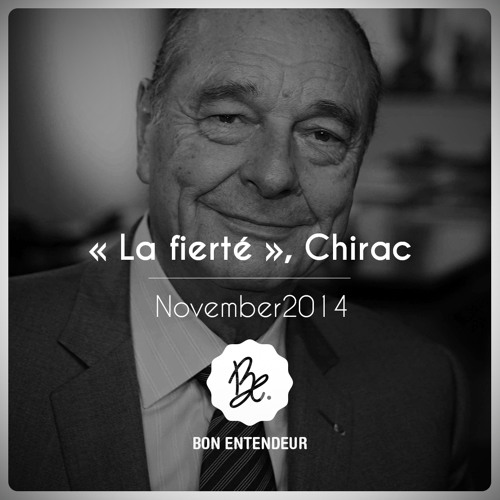 « La fierté », Chirac
November2014
Be.
BON ENTENDEUR